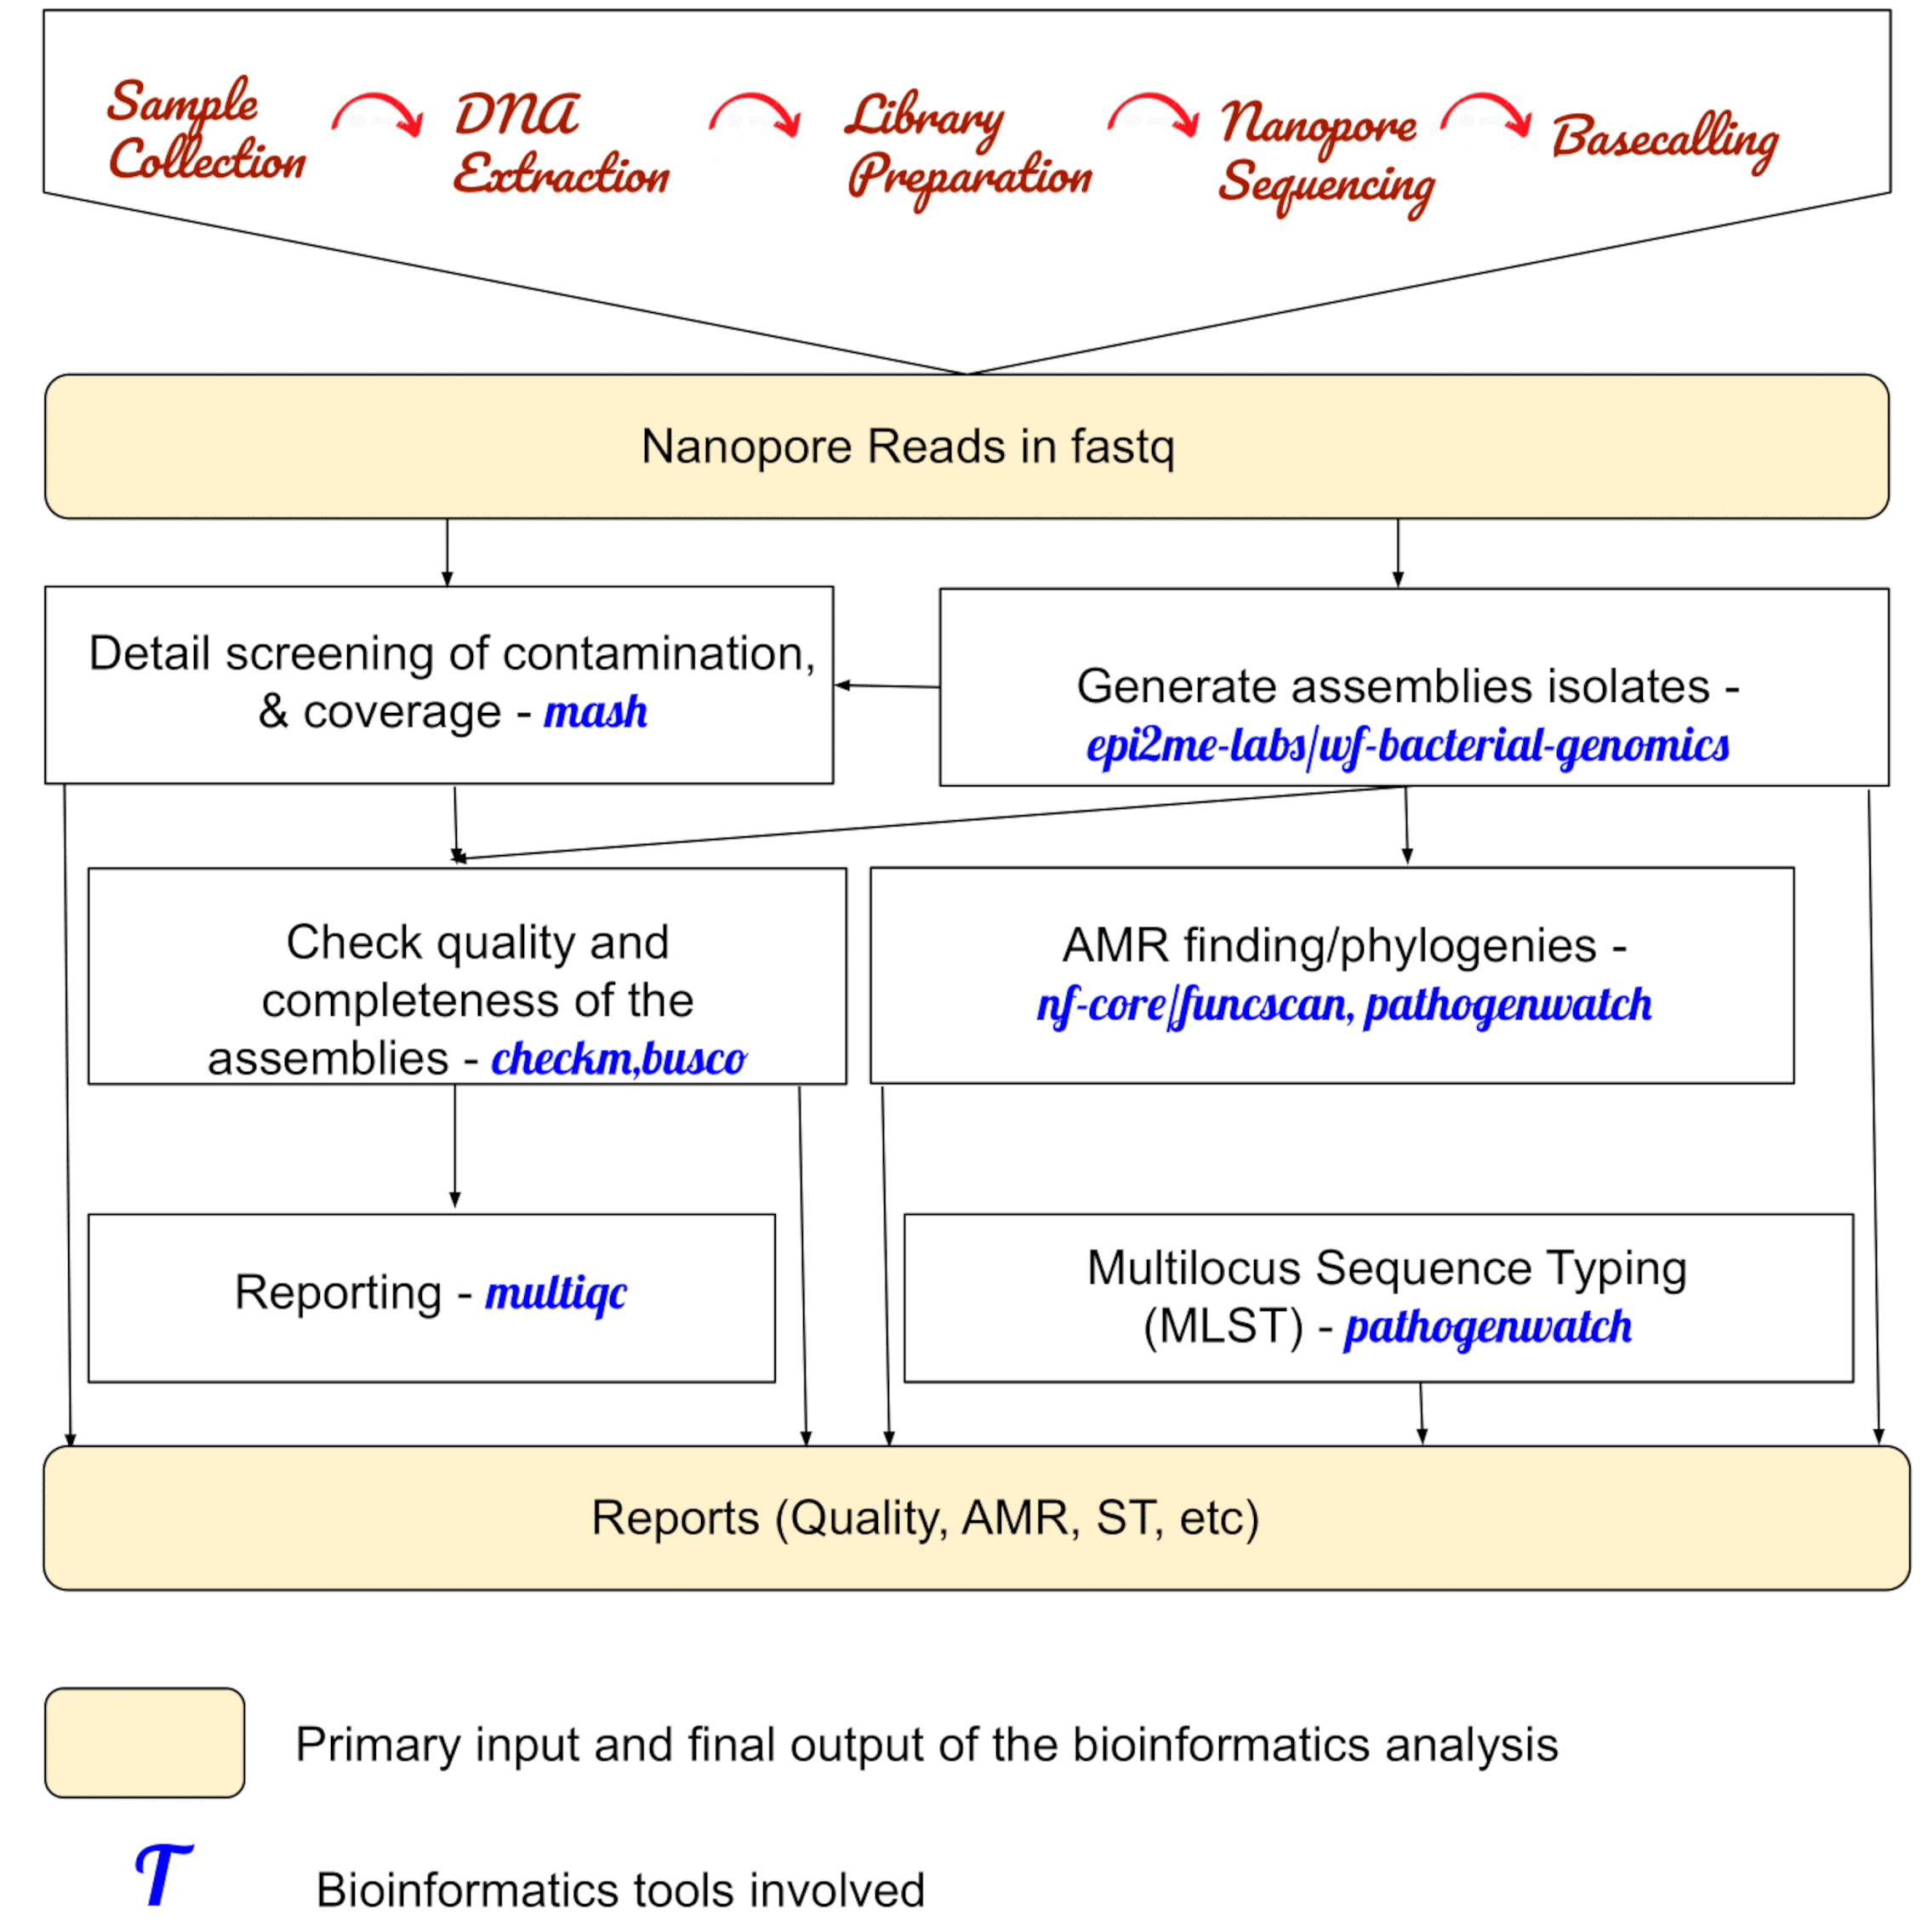 Sample
Collection
DNA
Extraction
Library
Preparation
Nanopore
Sequencing
Basecalling
Nanopore Reads in fastq
Detail screening of contamination,
& coverage - mash
Generate assemblies isolates -
epi2me-labs/wf-bacterial-genomics
Check quality and
completeness of the
assemblies - checkm,busco
AMR finding/phylogenies -
nf-core/funcscan, pathogenwatch
Reporting - multiqc
Multilocus Sequence Typing
(MLST) - pathogenwatch
Reports (Quality, AMR, ST, etc)
Primary input and final output of the bioinformatics analysis
T
Bioinformatics tools involved